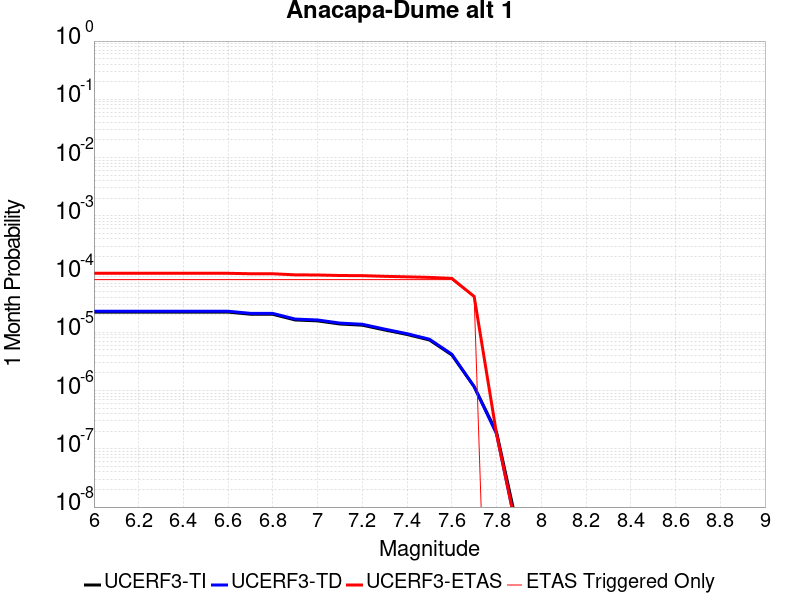 Anacapa-Dume alt 1
10^0
10^-1
10^-2
10^-3
10^-4
10^-5
10^-6
10^-7
10^-8
1 Month Probability
6 6.2 6.4 6.6 6.8 7 7.2 7.4 7.6 7.8 8 8.2 8.4 8.6 8.8 9
Magnitude
UCERF3-TI UCERF3-TD UCERF3-ETAS ETAS Triggered Only